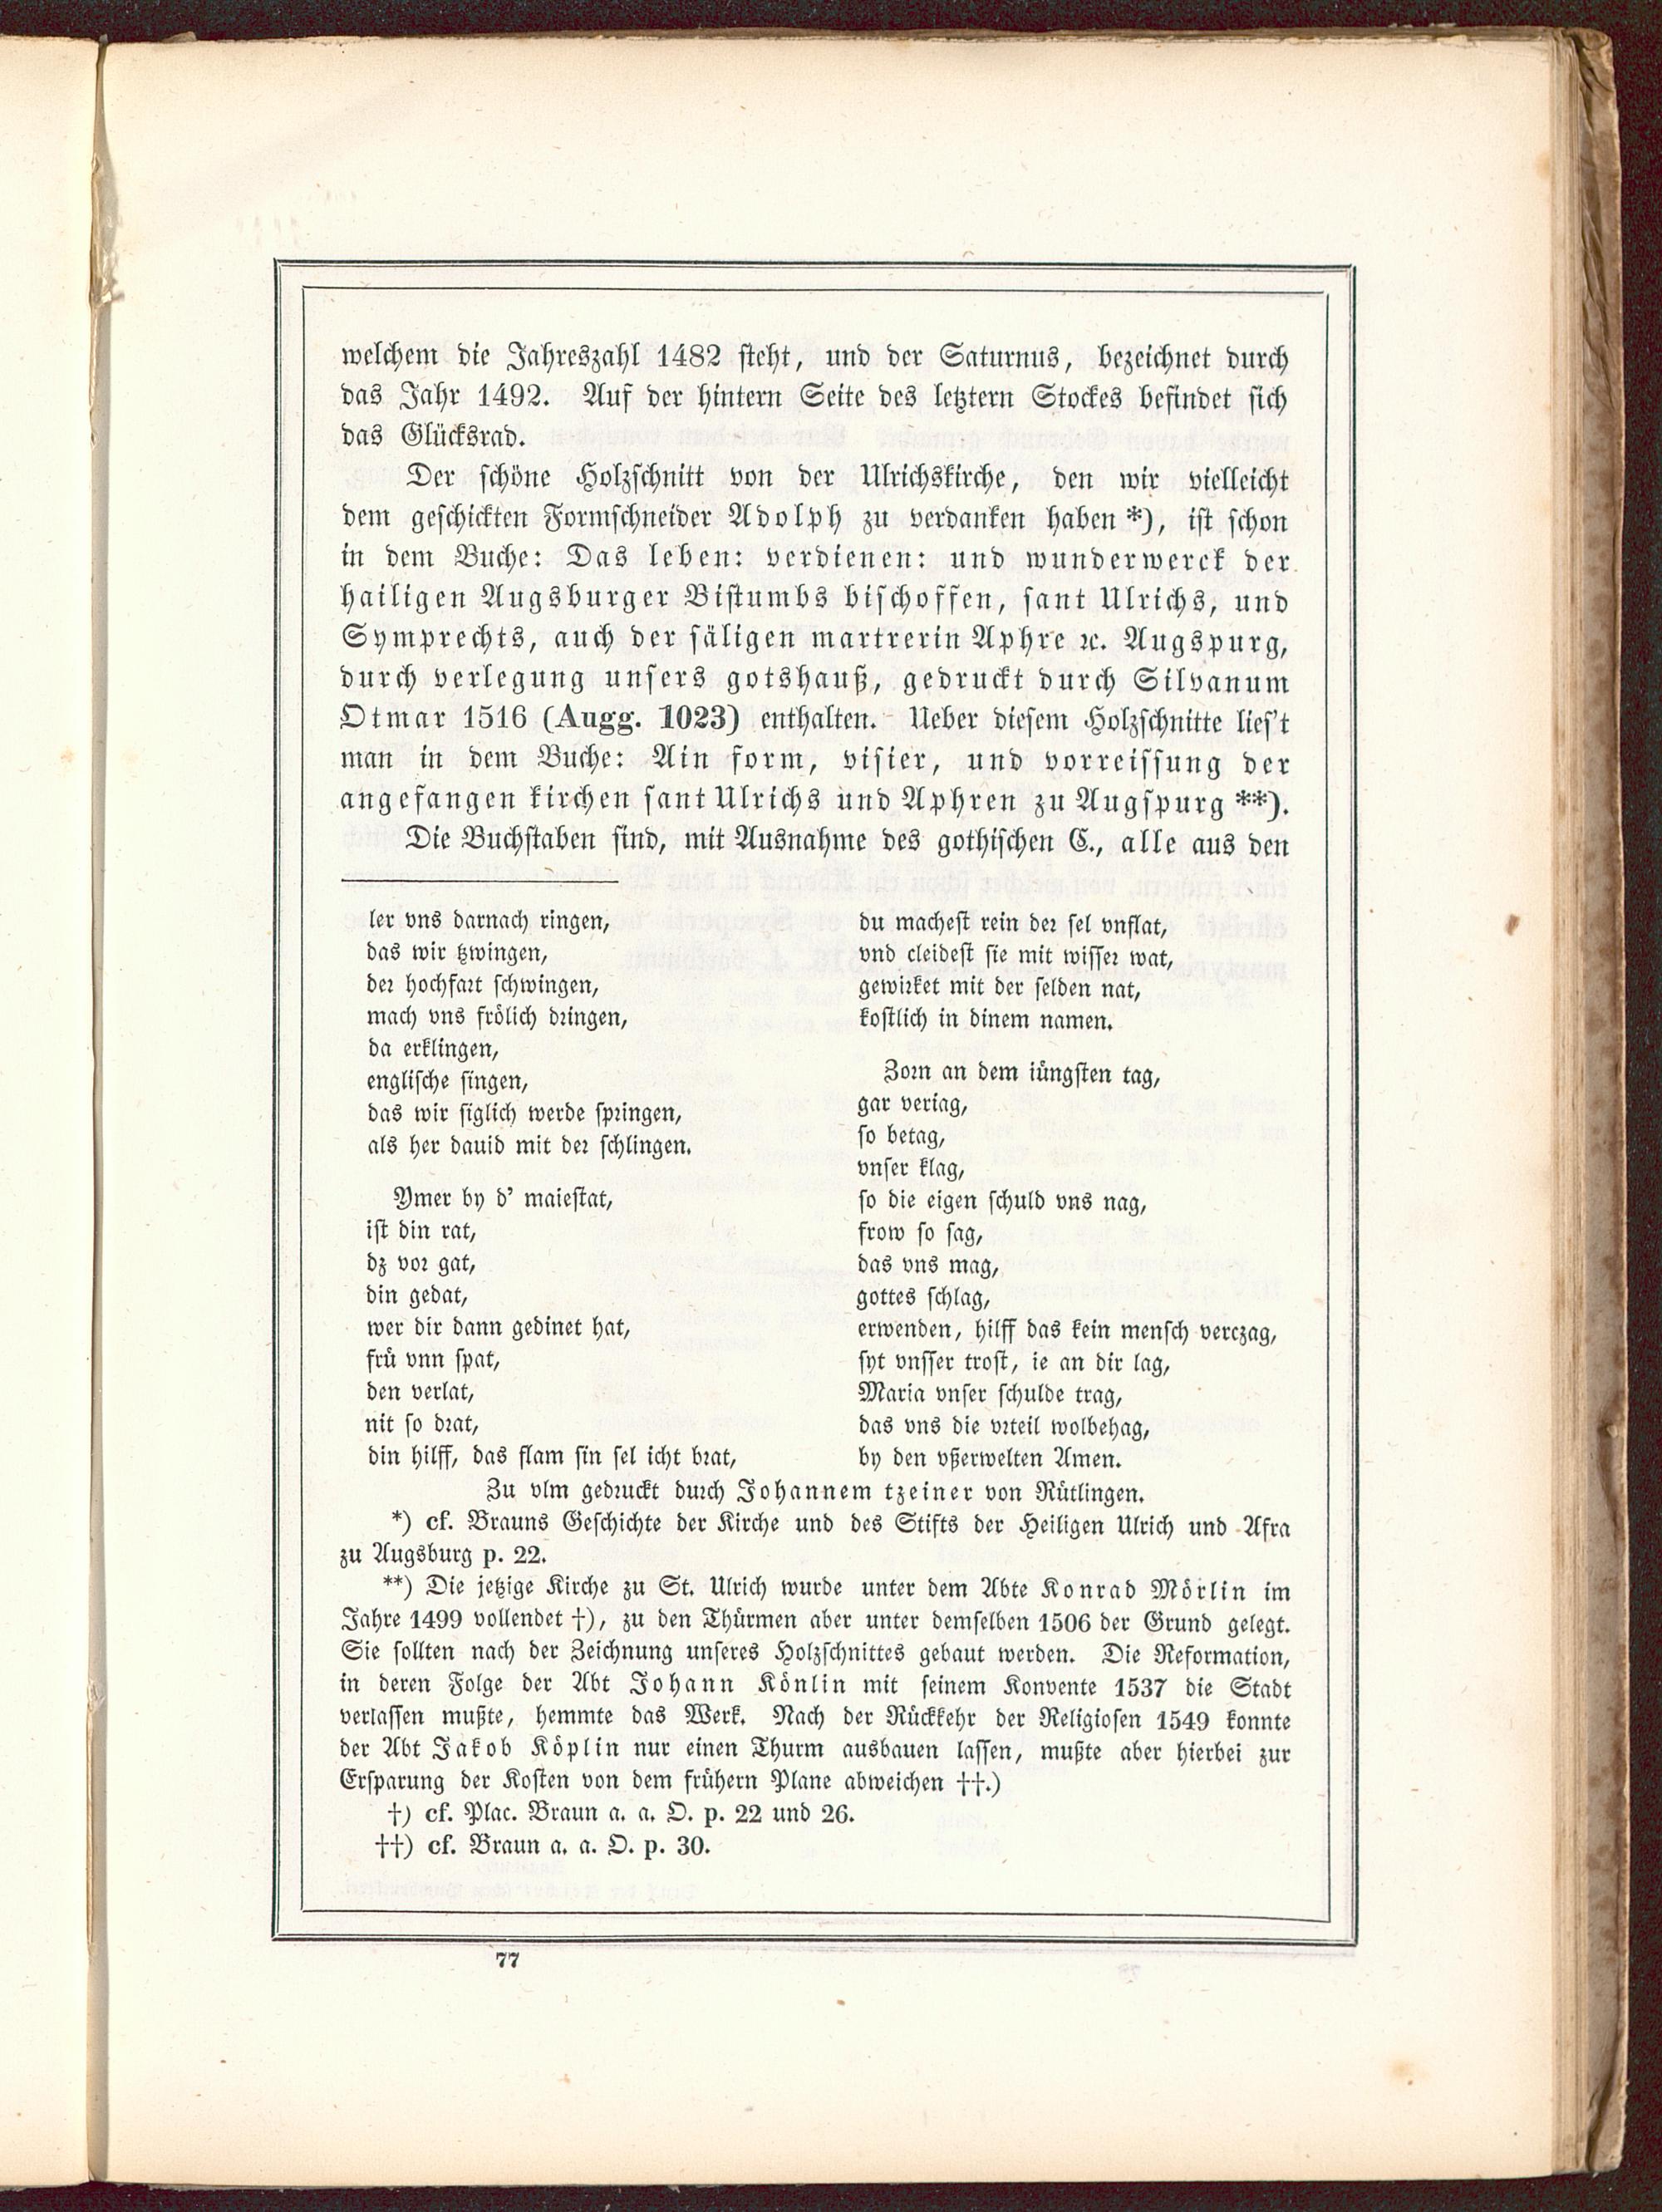 welchem die Jahreszahl 1482 steht, und der Saturnus, bezeichnet durch
das Jahr 1492. Auf der hintern Seite des letztern Stockes befindet sich
das Glücksrad.
Der schöne Holzschnitt von der Ulrichskirche, den wir vielleicht
dem geschickten Formschneider Adolph zu verdanken haben *), ist schon
in dem Buche: Das leben: verdienen: und wunderwerck der
hailigen Augsburger Bistumbs bischoffen, sant Ulrichs, und
Symprechts, auch der säligen martrerin Aphre ꝛc. Augspurg,
durch verlegung unsers gotshauß, gedruckt durch Silvanum
Otmar 1516 (Augg. 1023) enthalten. Ueber diesem Holzschnitte lies't
man in dem Buche: Ain form, visier, und vorreissung der
angefangen kirchen sant Ulrichs und Aphren zu Augspurg **).
Die Buchstaben sind, mit Ausnahme des gothischen C., alle aus den
ler vns darnach ringen,
das wir tzwingen,
deꝛ hochfaꝛt schwingen,
mach vns frölich dꝛingen,
da erklingen,
englische singen,
das wir siglich werde spꝛingen,
als her dauid mit deꝛ schlingen.
Ymer by d' maiestat,
ist din rat,
dz voꝛ gat,
din gedat,
wer dir dann gedinet hat,
frü vnn spat,
den verlat,
nit so dꝛat,
din hilff, das flam sin sel icht bꝛat,
du machest rein deꝛ sel vnflat,
vnd cleidest sie mit wisseꝛ wat,
gewiꝛket mit der selden nat,
kostlich in dinem namen.
Zoꝛn an dem iüngsten tag,
gar veriag,
so betag,
vnser klag,
so die eigen schuld vns nag,
frow so sag,
das vns mag,
gottes schlag,
erwenden, hilff das kein mensch verczag,
syt vnsser trost, ie an dir lag,
Maria vnser schulde trag,
das vns die vꝛteil wolbehag,
by den vßerwelten Amen.
Zu vlm gedꝛuckt duꝛch Johannem tzeiner von Rütlingen.
*) cf. Brauns Geschichte der Kirche und des Stifts der Heiligen Ulrich und Afra
zu Augsburg p. 22.
**) Die jetzige Kirche zu St. Ulrich wurde unter dem Abte Konrad Mörlin im
Jahre 1499 vollendet †), zu den Thürmen aber unter demselben 1506 der Grund gelegt.
Sie sollten nach der Zeichnung unseres Holzschnittes gebaut werden. Die Reformation,
in deren Folge der Abt Johann Könlin mit seinem Konvente 1537 die Stadt
verlassen mußte, hemmte das Werk. Nach der Rückkehr der Religiosen 1549 konnte
der Abt Jakob Köplin nur einen Thurm ausbauen lassen, mußte aber hierbei zur
Ersparung der Kosten von dem frühern Plane abweichen ††.)
†) cf. Plac. Braun a. a. O. p. 22 und 26.
††) cf. Braun a. a. O. p. 30.
77